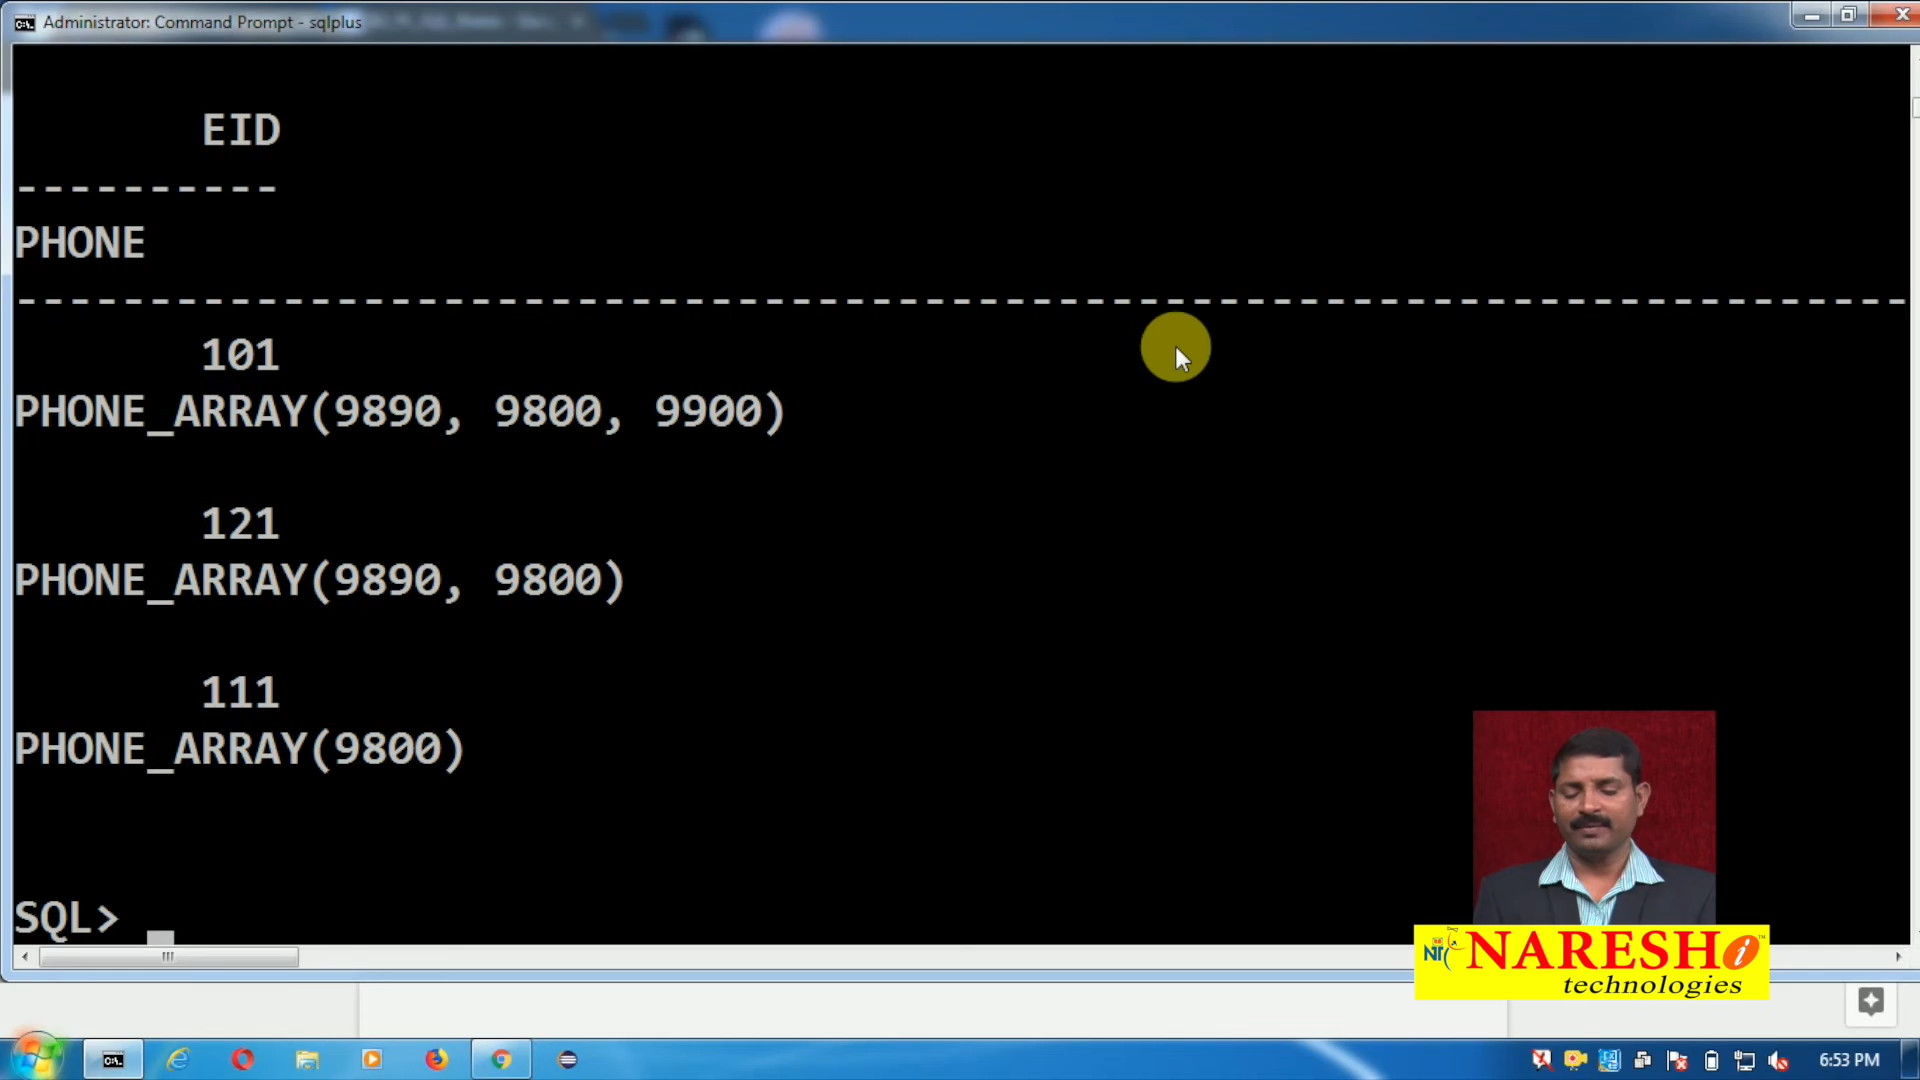 Administrator: Command Prompt - sqlplus
EID
----------
PHONE
-----------------------------------------------------------------------
101
PHONE_ARRAY(9890, 9800, 9900)
121
PHONE_ARRAY(9890, 9800)
111
PHONE_ARRAY(9800)
SQL>
NARESH i
technologies
6:53 PM